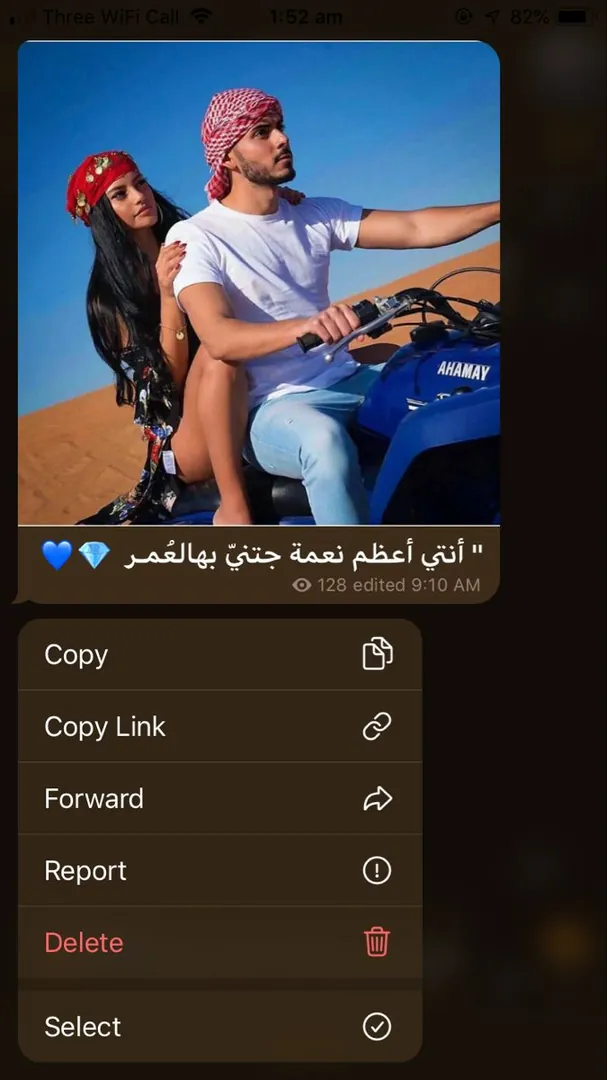 Three WiFi Call 1:52 am 82%
AHAMAY
" أنتي أعظم نعمة جتنيّ بهالعُمـر 💎💙
128 edited 9:10 AM
Copy
Copy Link
Forward
Report
Delete
Select